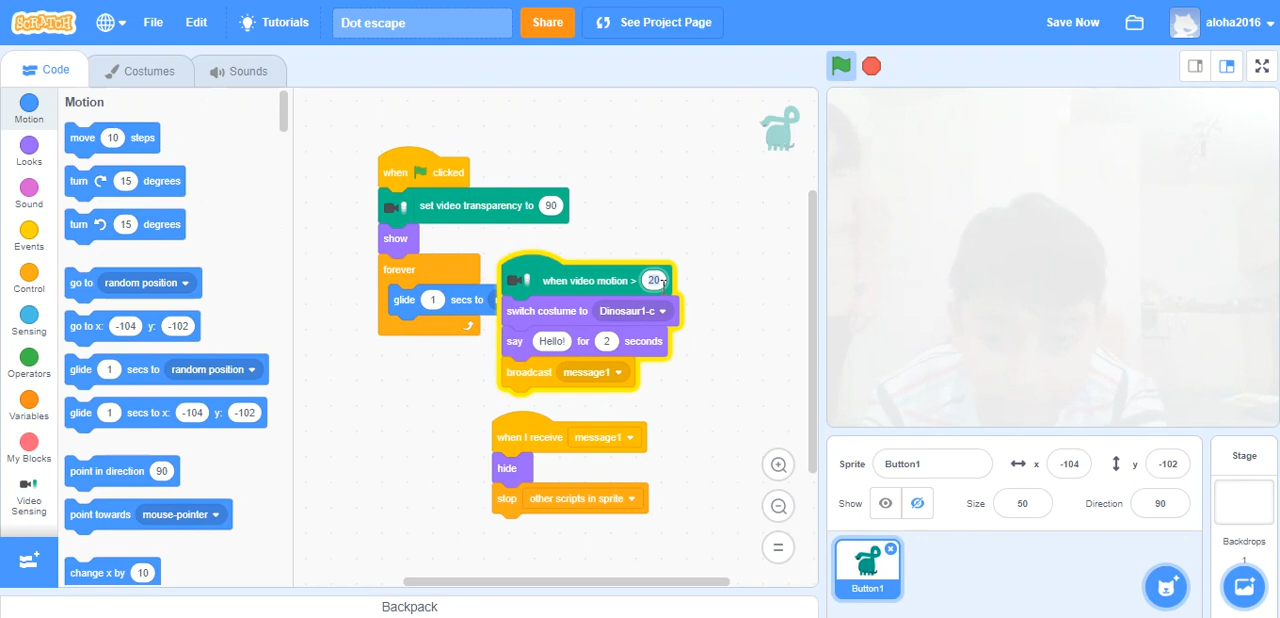 SCRATCH File Edit Tutorials Dot escape Share See Project Page Save Now aloha2016
Code Costumes Sounds
Motion
Looks
Sound
Events
Control
Sensing
Operators
Variables
My Blocks
Video
Sensing
Motion
move 10 steps
turn 15 degrees
turn 15 degrees
go to random position
go to x: -104 y: -102
glide 1 secs to random position
glide 1 secs to x: -104 y: -102
point in direction 90
point towards mouse-pointer
change x by 10
when clicked
set video transparency to 90
show
forever
glide 1 secs to
when video motion > 20
switch costume to Dinosaur1-c
say Hello! for 2 seconds
broadcast message1
when I receive message1
hide
stop other scripts in sprite
Backpack
Sprite Button1 x -104 y -102
Show Size 50 Direction 90
Button1
Stage
Backdrops
1